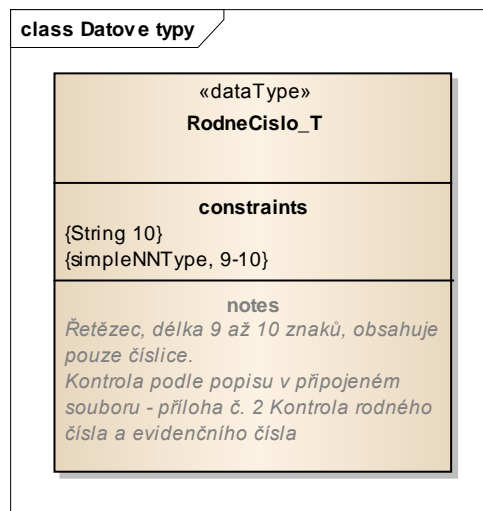 class Datove typy
«dataType»
RodneCislo_T
constraints
{String 10}
{simpleNNType, 9-10}
notes
Řetězec, délka 9 až 10 znaků, obsahuje
pouze číslice.
Kontrola podle popisu v připojeném
souboru - příloha č. 2 Kontrola rodného
čísla a evidenčního čísla